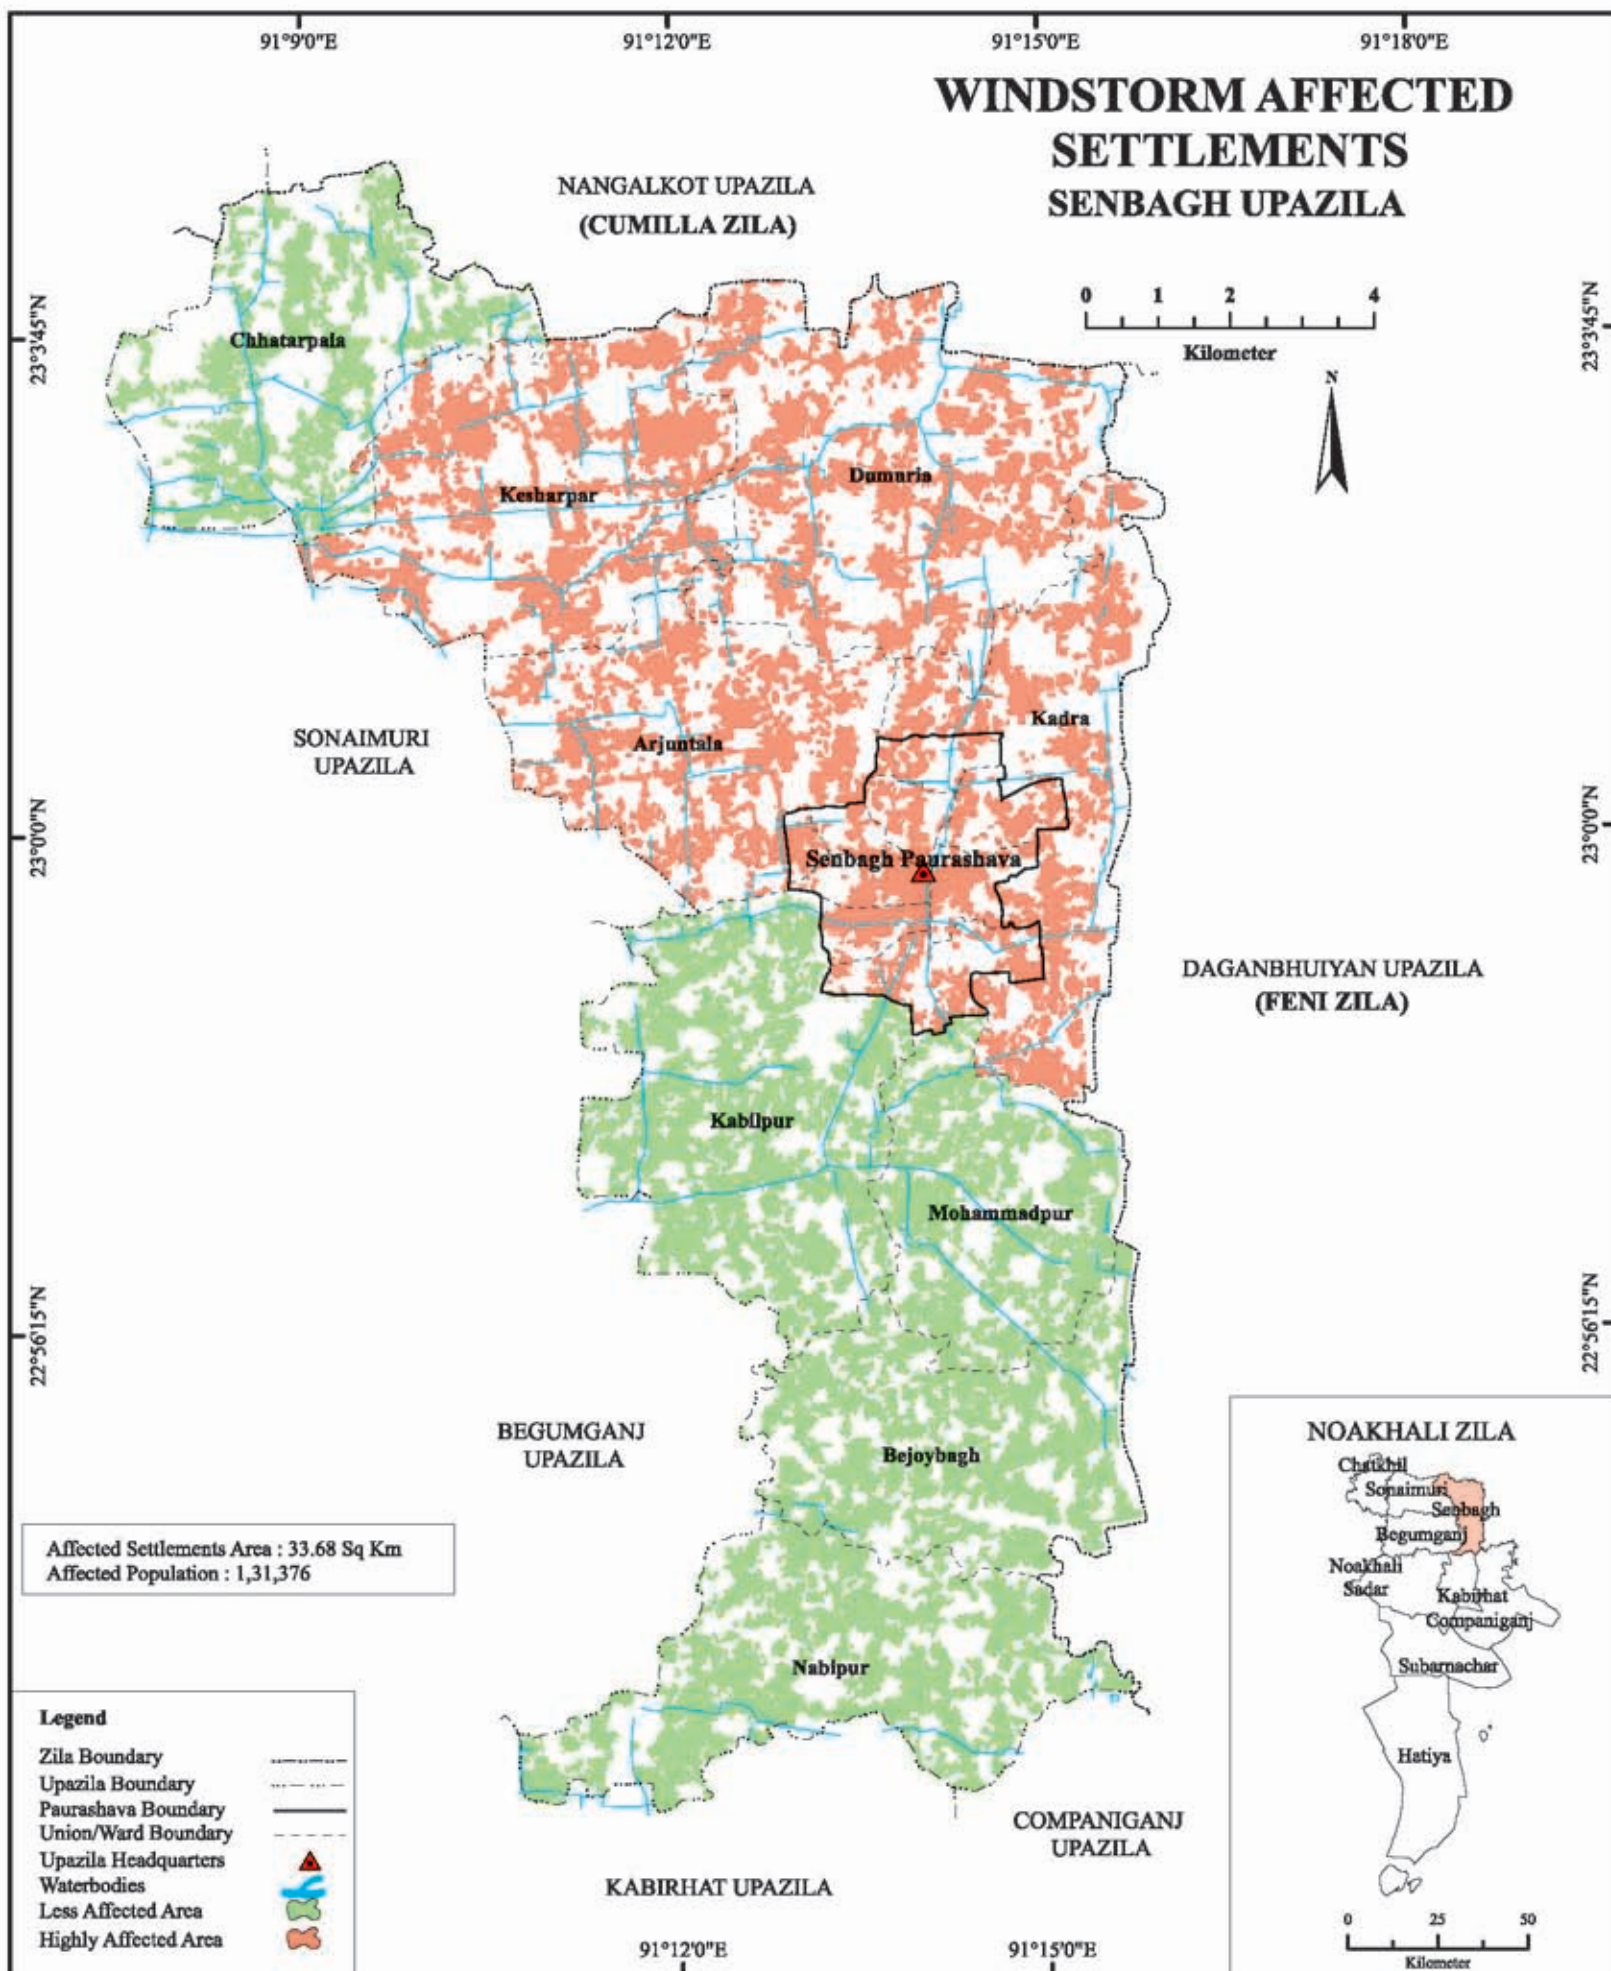 91°9'0"E
91°12'0"E
91°15'0"E
91°18'0"E
WINDSTORM AFFECTED
SETTLEMENTS
SENBAGH UPAZILA
NANGALKOT UPAZILA
(CUMILLA ZILA)
0 1 2 4
Kilometer
N
23°3'45"N
23°3'45"N
Chhatarpaia
Kesharpar
Dumuria
Kadra
Arjuntala
SONAIMURI
UPAZILA
23°0'0"N
23°0'0"N
Senbagh Paurashava
DAGANBHUIYAN UPAZILA
(FENI ZILA)
Kabilpur
Mohammadpur
22°56'15"N
22°56'15"N
BEGUMGANJ
UPAZILA
Bejoybagh
Nabipur
Affected Settlements Area : 33.68 Sq Km
Affected Population : 1,31,376
Legend
Zila Boundary
Upazila Boundary
Paurashava Boundary
Union/Ward Boundary
Upazila Headquarters
Waterbodies
Less Affected Area
Highly Affected Area
COMPANIGANJ
UPAZILA
KABIRHAT UPAZILA
91°12'0"E
91°15'0"E
NOAKHALI ZILA
Chatkhil
Sonaimuri
Senbagh
Begumganj
Noakhali
Sadar
Kabirhat
Companiganj
Subarnachar
Hatiya
0 25 50
Kilometer